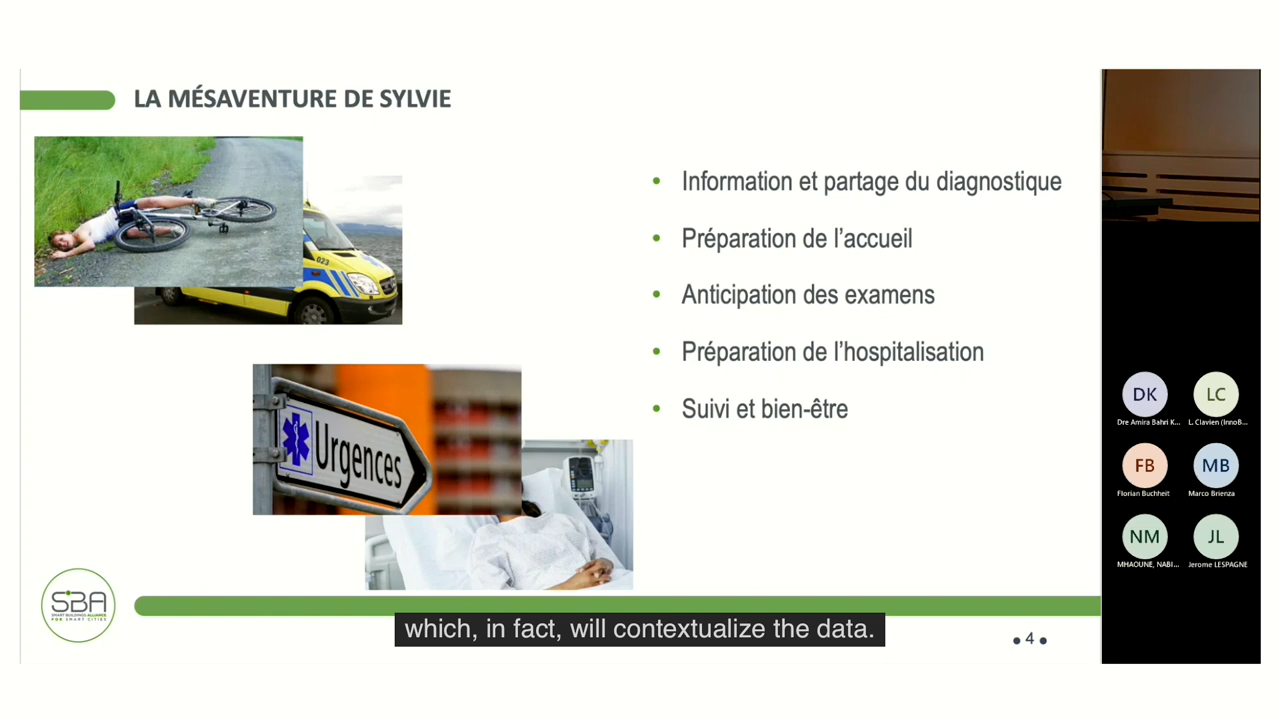 LA MÉSAVENTURE DE SYLVIE
023
Urgences
• Information et partage du diagnostique
• Préparation de l'accueil
• Anticipation des examens
• Préparation de l'hospitalisation
• Suivi et bien-être
SBA
SMART BUILDINGS ALLIANCE
FOR SMART CITIES
which, in fact, will contextualize the data.
• 4 •
DK
Dre Amira Bahri K...
LC
L. Clavien (InnoB...
FB
Florian Buchheit
MB
Marco Brienza
NM
MHAOUNE, NABI...
JL
Jerome LESPAGNE